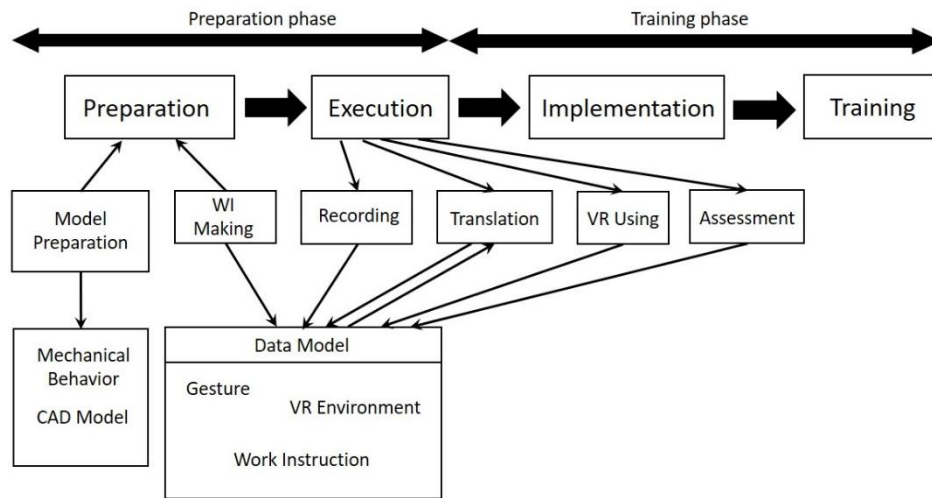 Preparation phase
Training phase
Preparation
Execution
Implementation
Training
Model
Preparation
WI
Making
Recording
Translation
VR Using
Assessment
Mechanical
Behavior
CAD Model
Data Model
Gesture
VR Environment
Work Instruction